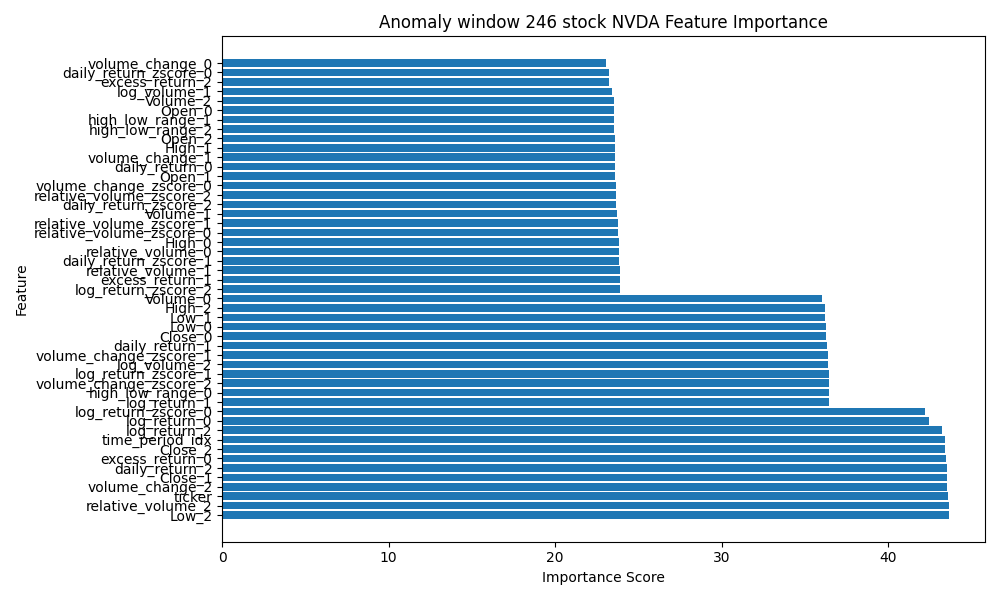 Anomaly window 246 stock NVDA Feature Importance
volume_change_0
daily_return_zscore_0
excess_return_2
log_volume_1
Volume_2
Open_0
high_low_range_1
high_low_range_2
Open_2
High_1
volume_change_1
daily_return_0
Open_1
volume_change_zscore_0
relative_volume_zscore_2
daily_return_zscore_2
Volume_1
relative_volume_zscore_1
relative_volume_zscore_0
High_0
relative_volume_0
daily_return_zscore_1
relative_volume_1
excess_return_1
log_return_zscore_2
Volume_0
High_2
Low_1
Low_0
Close_0
daily_return_1
volume_change_zscore_1
log_volume_2
log_return_zscore_1
volume_change_zscore_2
high_low_range_0
log_return_1
log_return_zscore_0
log_return_0
log_return_2
time_period_idx
Close_2
excess_return_0
daily_return_2
Close_1
volume_change_2
ticker
relative_volume_2
Low_2
Feature
0 10 20 30 40
Importance Score